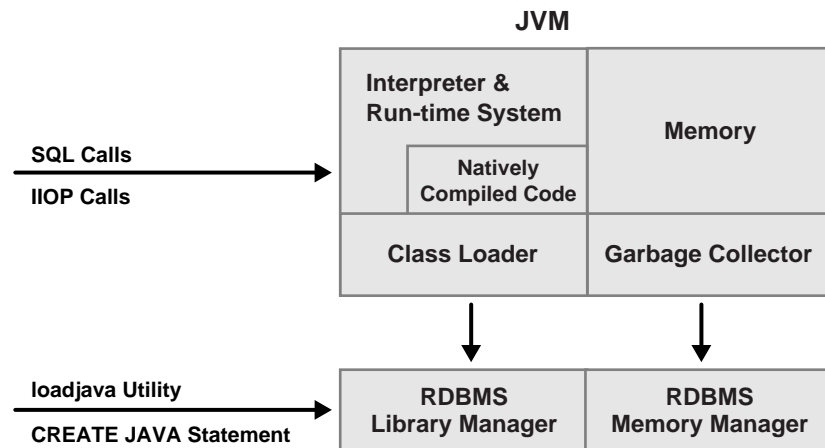 JVM
Interpreter &
Run-time System
Memory
Natively
Compiled Code
SQL Calls
IIOP Calls
Class Loader
Garbage Collector
loadjava Utility
CREATE JAVA Statement
RDBMS
Library Manager
RDBMS
Memory Manager